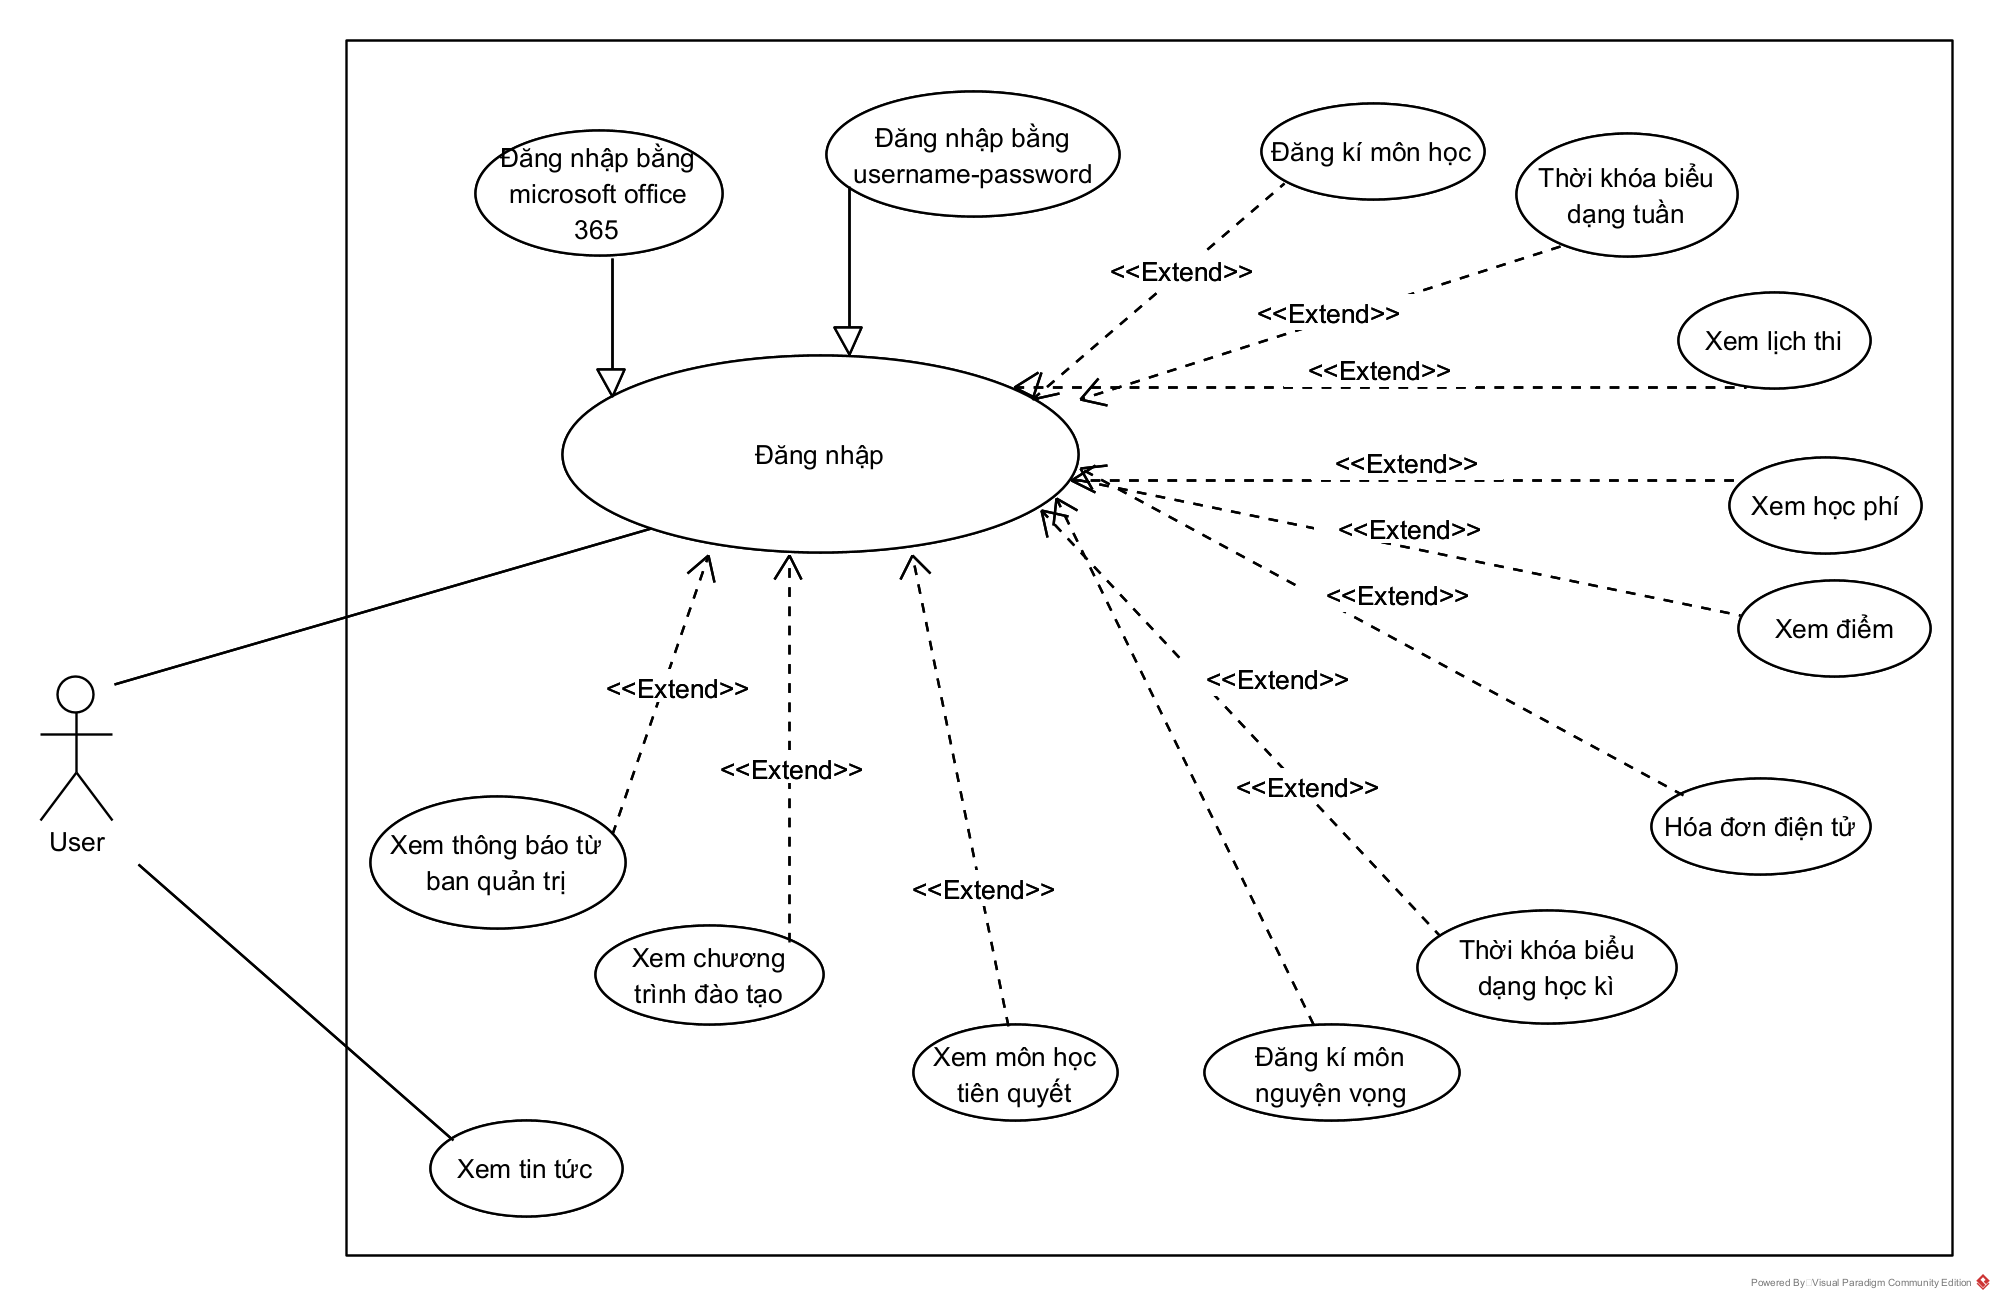 Đăng nhập bằng
microsoft office
365
Đăng nhập bằng
username-password
Đăng kí môn học
Thời khóa biểu
dạng tuần
<<Extend>>
<<Extend>>
Xem lịch thi
<<Extend>>
Đăng nhập
<<Extend>>
Xem học phí
<<Extend>>
<<Extend>>
Xem điểm
<<Extend>>
<<Extend>>
<<Extend>>
<<Extend>>
Hóa đơn điện tử
User
Xem thông báo từ
ban quản trị
<<Extend>>
Xem chương
trình đào tạo
Thời khóa biểu
dạng học kì
Xem môn học
tiên quyết
Đăng kí môn
nguyện vọng
Xem tin tức
Powered By Visual Paradigm Community Edition